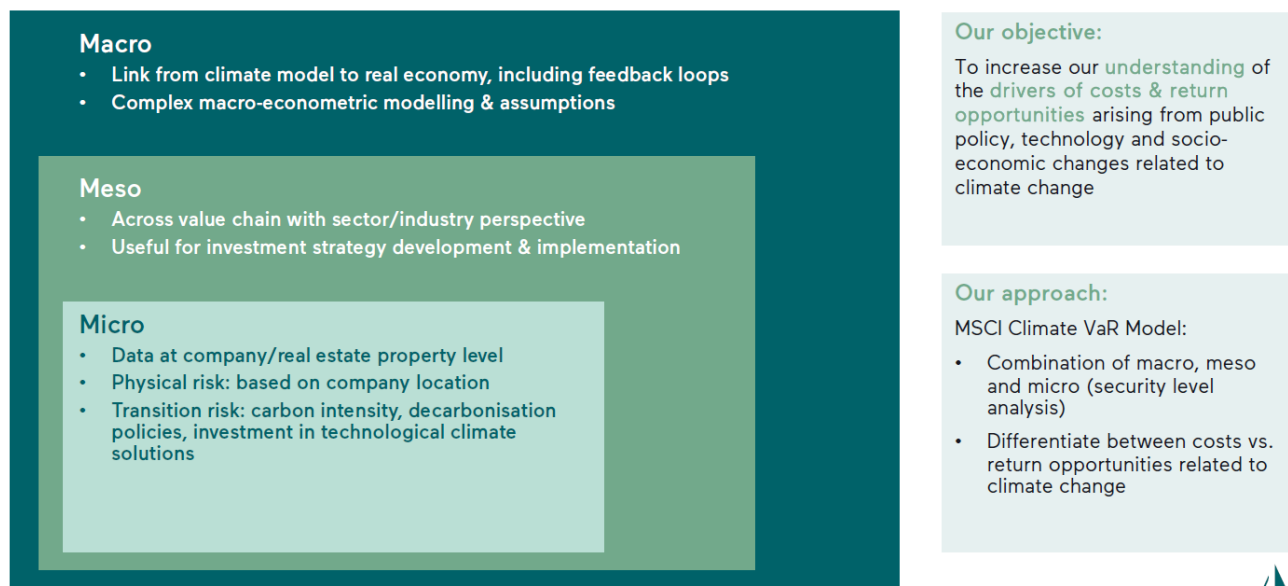 Macro
• Link from climate model to real economy, including feedback loops
• Complex macro-econometric modelling & assumptions
Meso
• Across value chain with sector/industry perspective
• Useful for investment strategy development & implementation
Micro
• Data at company/real estate property level
• Physical risk: based on company location
• Transition risk: carbon intensity, decarbonisation
policies, investment in technological climate
solutions
Our objective:
To increase our understanding of
the drivers of costs & return
opportunities arising from public
policy, technology and socio-
economic changes related to
climate change
Our approach:
MSCI Climate VaR Model:
• Combination of macro, meso
and micro (security level
analysis)
• Differentiate between costs vs.
return opportunities related to
climate change